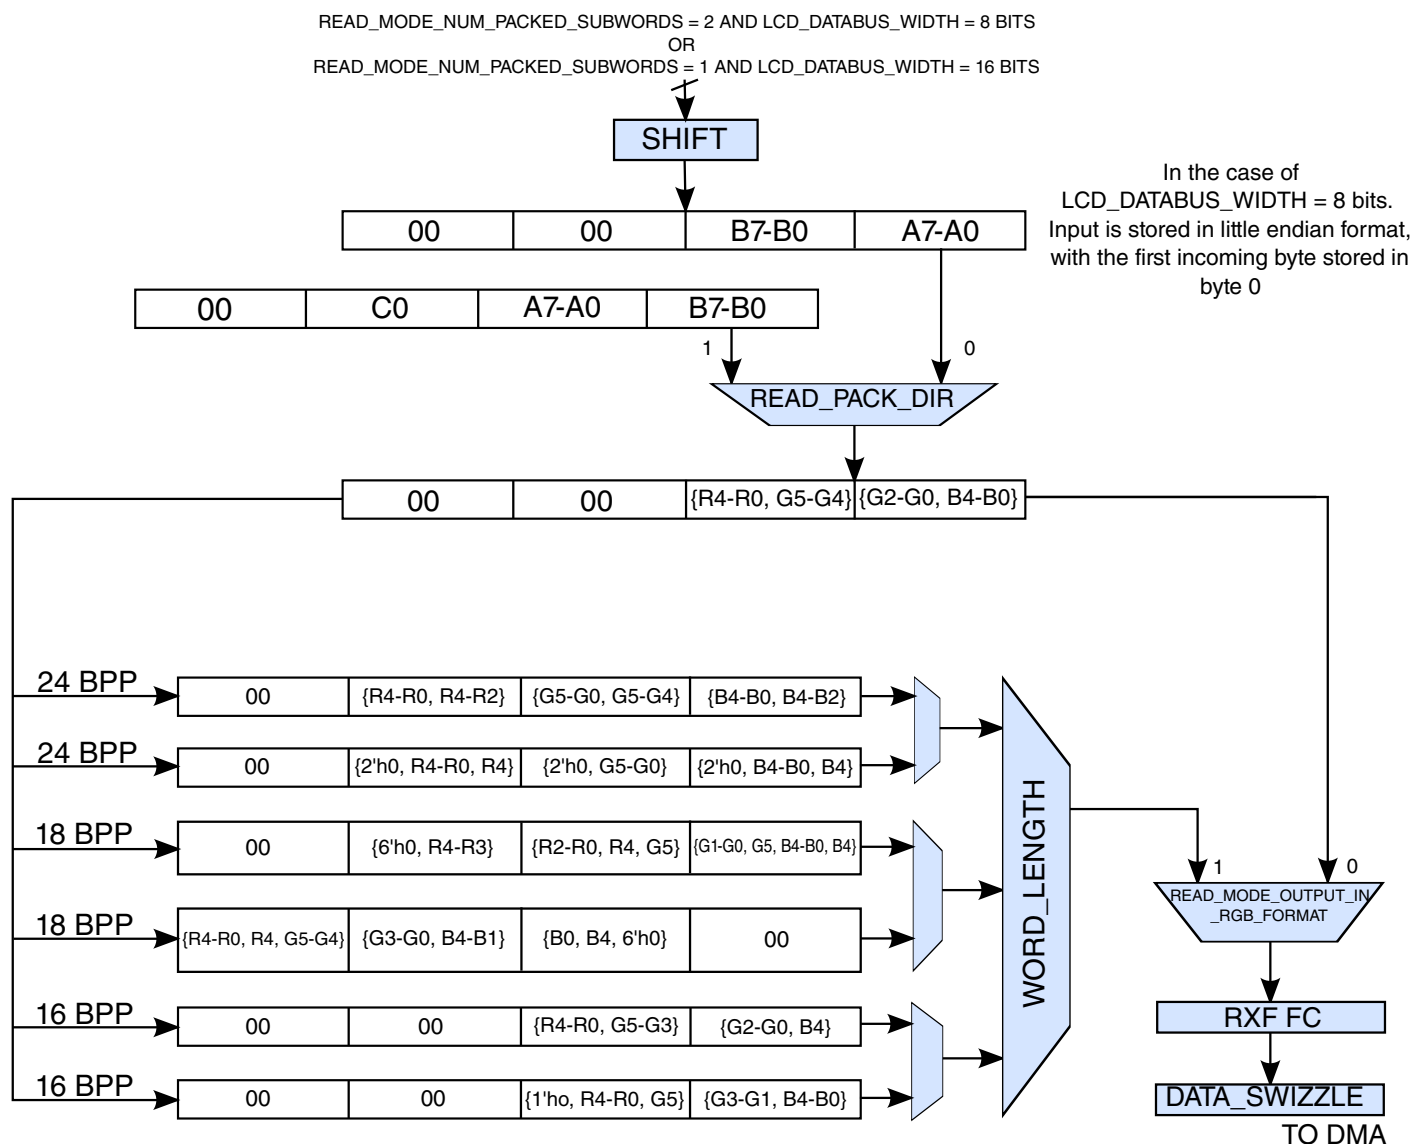 READ_MODE_NUM_PACKED_SUBWORDS = 2 AND LCD_DATABUS_WIDTH = 8 BITS
OR
READ_MODE_NUM_PACKED_SUBWORDS = 1 AND LCD_DATABUS_WIDTH = 16 BITS
SHIFT
In the case of
LCD_DATABUS_WIDTH = 8 bits.
Input is stored in little endian format,
with the first incoming byte stored in
byte 0
00 00 B7-B0 A7-A0
00 C0 A7-A0 B7-B0
1 0
READ_PACK_DIR
00 00 {R4-R0, G5-G4} {G2-G0, B4-B0}
24 BPP 00 {R4-R0, R4-R2} {G5-G0, G5-G4} {B4-B0, B4-B2}
24 BPP 00 {2'h0, R4-R0, R4} {2'h0, G5-G0} {2'h0, B4-B0, B4}
18 BPP 00 {6'h0, R4-R3} {R2-R0, R4, G5} {G1-G0, G5, B4-B0, B4}
18 BPP {R4-R0, R4, G5-G4} {G3-G0, B4-B1} {B0, B4, 6'h0} 00
16 BPP 00 00 {R4-R0, G5-G3} {G2-G0, B4}
16 BPP 00 00 {1'ho, R4-R0, G5} {G3-G1, B4-B0}
WORD_LENGTH
1 0
READ_MODE_OUTPUT_IN
_RGB_FORMAT
RXF FC
DATA_SWIZZLE
TO DMA